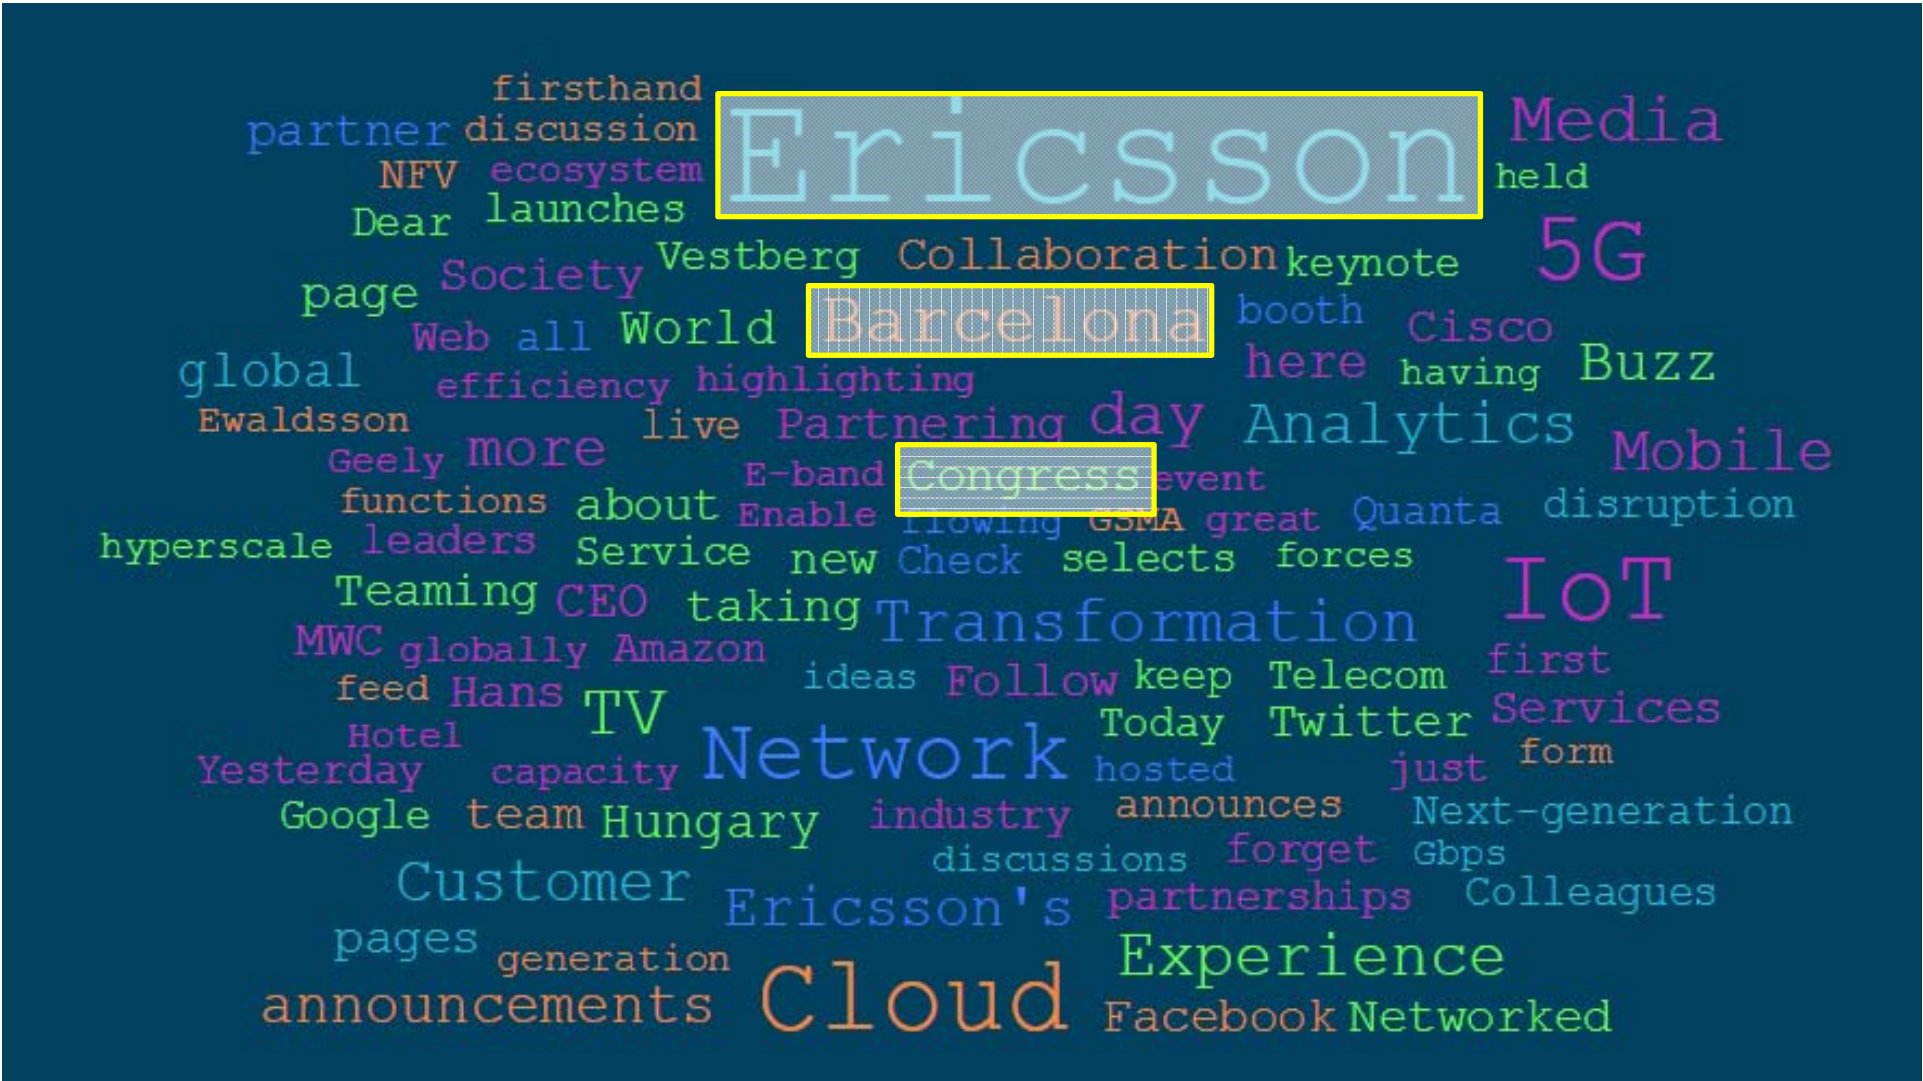 firsthand
partner discussion Ericsson Media
NFV ecosystem held
Dear launches
Vestberg Collaboration keynote 5G
page Society
Web all World Barcelona booth Cisco
global efficiency highlighting here having Buzz
Ewaldsson live Partnering day Analytics
Geely more E-band Congress event Mobile
functions about Enable flowing GSMA great Quanta disruption
hyperscale leaders Service new Check selects forces
Teaming CEO taking Transformation IoT
MWC globally Amazon
feed Hans TV ideas Follow keep Telecom first
Hotel Network Today Twitter Services
Yesterday capacity hosted just form
Google team Hungary industry announces Next-generation
discussions forget Gbps
Customer Ericsson's partnerships Colleagues
pages generation Experience
announcements Cloud Facebook Networked